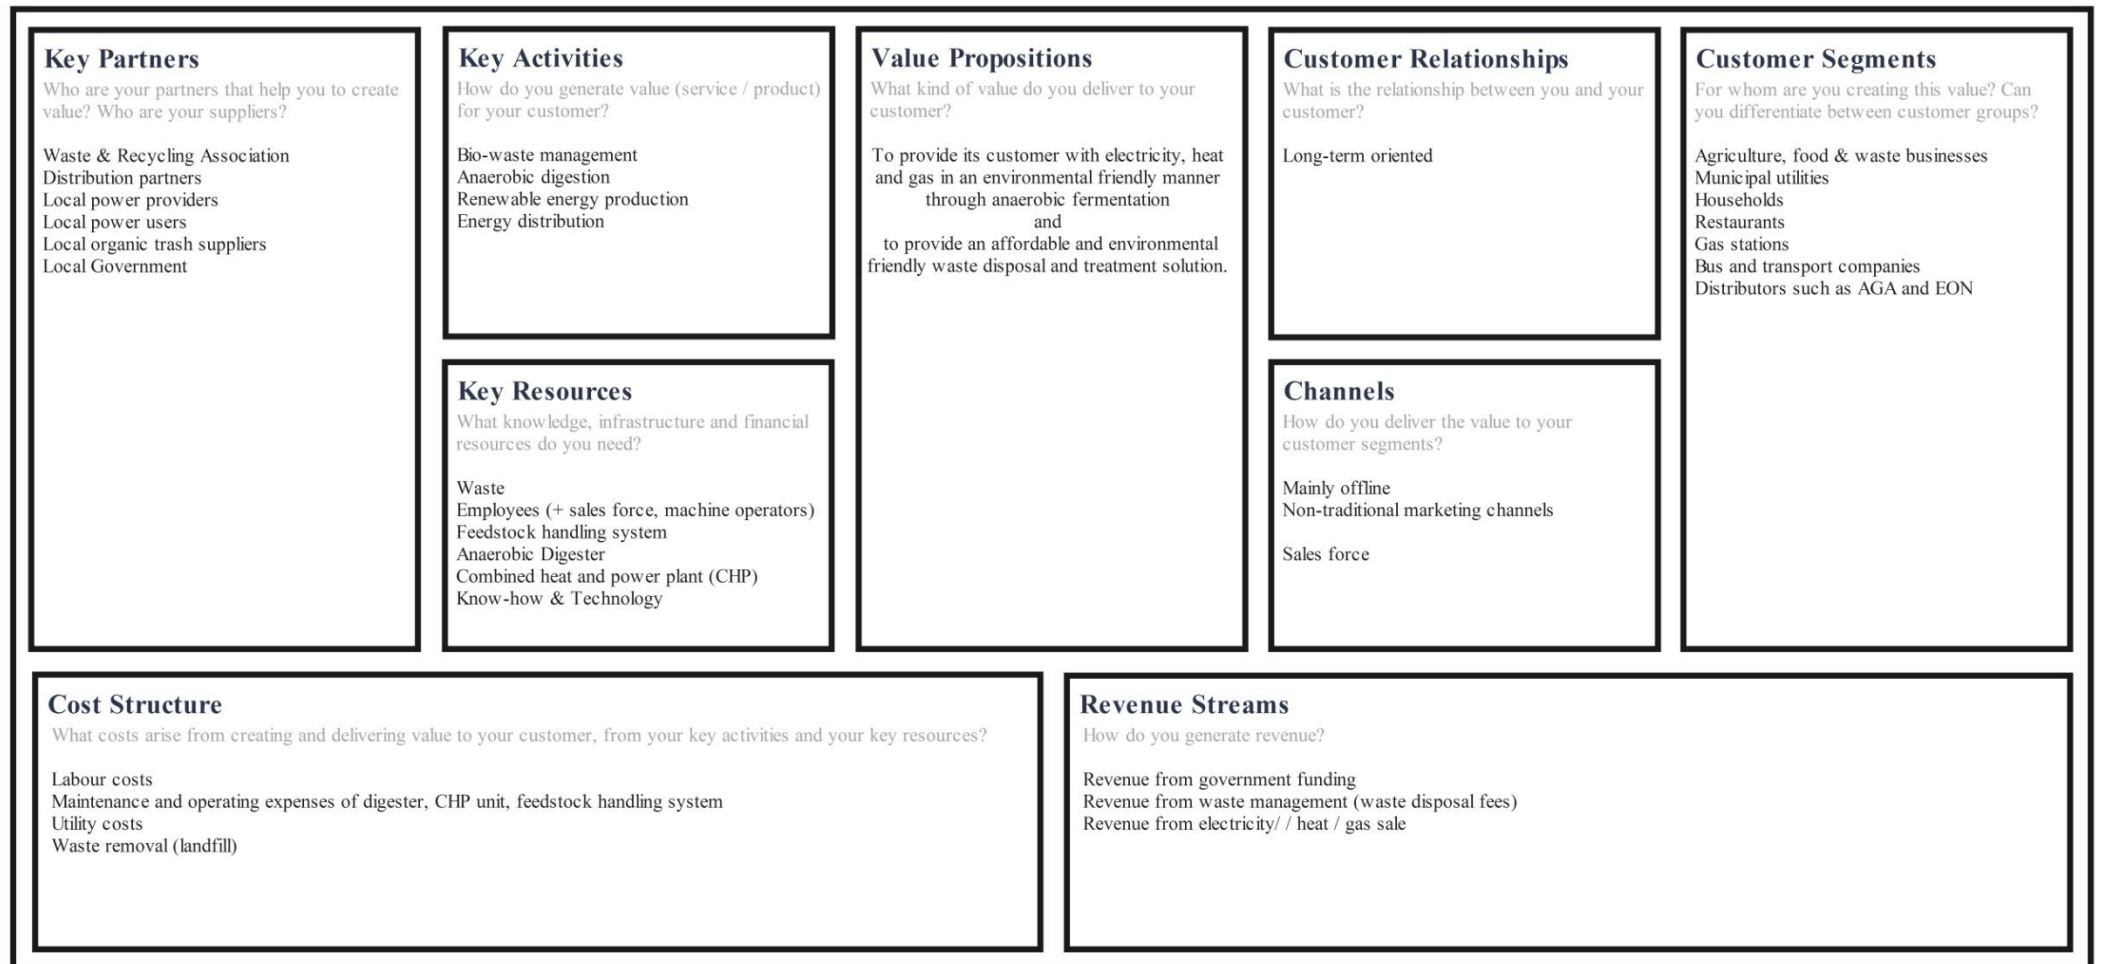 Key Partners
Who are your partners that help you to create
value? Who are your suppliers?
Waste & Recycling Association
Distribution partners
Local power providers
Local power users
Local organic trash suppliers
Local Government
Key Activities
How do you generate value (service / product)
for your customer?
Bio-waste management
Anaerobic digestion
Renewable energy production
Energy distribution
Key Resources
What knowledge, infrastructure and financial
resources do you need?
Waste
Employees (+ sales force, machine operators)
Feedstock handling system
Anaerobic Digester
Combined heat and power plant (CHP)
Know-how & Technology
Value Propositions
What kind of value do you deliver to your
customer?
To provide its customer with electricity, heat
and gas in an environmental friendly manner
through anaerobic fermentation
and
to provide an affordable and environmental
friendly waste disposal and treatment solution.
Customer Relationships
What is the relationship between you and your
customer?
Long-term oriented
Channels
How do you deliver the value to your
customer segments?
Mainly offline
Non-traditional marketing channels
Sales force
Customer Segments
For whom are you creating this value? Can
you differentiate between customer groups?
Agriculture, food & waste businesses
Municipal utilities
Households
Restaurants
Gas stations
Bus and transport companies
Distributors such as AGA and EON
Cost Structure
What costs arise from creating and delivering value to your customer, from your key activities and your key resources?
Labour costs
Maintenance and operating expenses of digester, CHP unit, feedstock handling system
Utility costs
Waste removal (landfill)
Revenue Streams
How do you generate revenue?
Revenue from government funding
Revenue from waste management (waste disposal fees)
Revenue from electricity/ / heat / gas sale